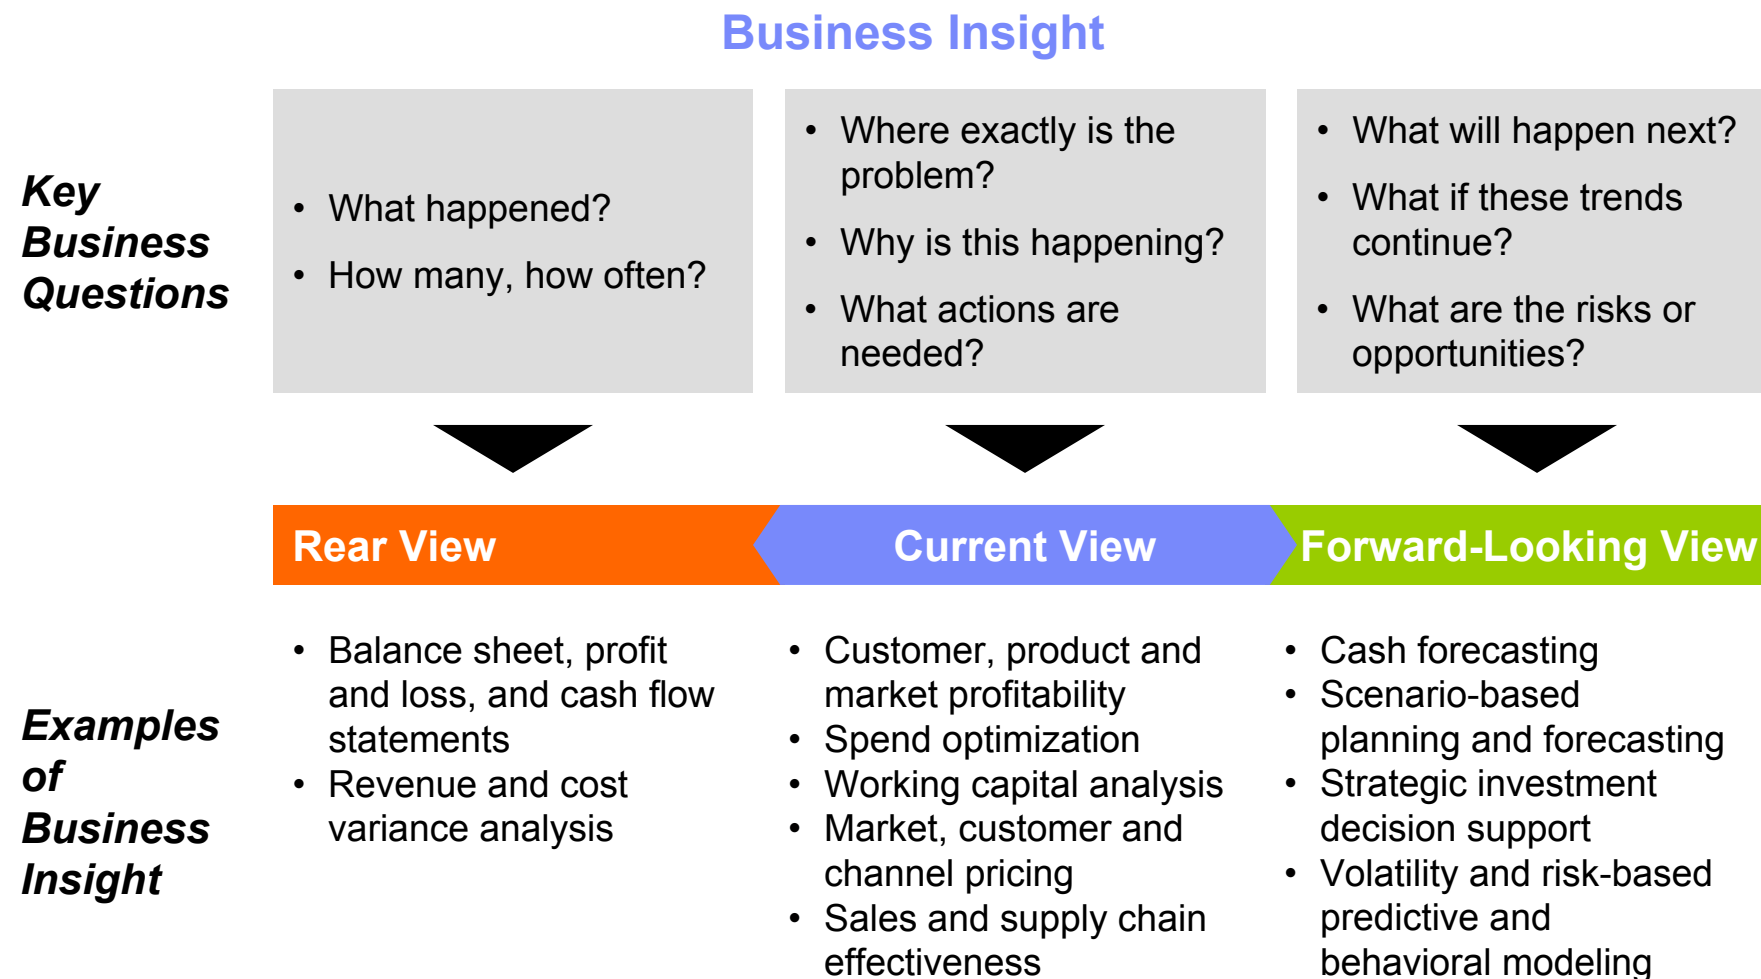 Business Insight
Key
Business
Questions
• What happened?
• How many, how often?
• Where exactly is the
problem?
• Why is this happening?
• What actions are
needed?
• What will happen next?
• What if these trends
continue?
• What are the risks or
opportunities?
Rear View
Current View
Forward-Looking View
Examples
of
Business
Insight
• Balance sheet, profit
and loss, and cash flow
statements
• Revenue and cost
variance analysis
• Customer, product and
market profitability
• Spend optimization
• Working capital analysis
• Market, customer and
channel pricing
• Sales and supply chain
effectiveness
• Cash forecasting
• Scenario-based
planning and forecasting
• Strategic investment
decision support
• Volatility and risk-based
predictive and
behavioral modeling